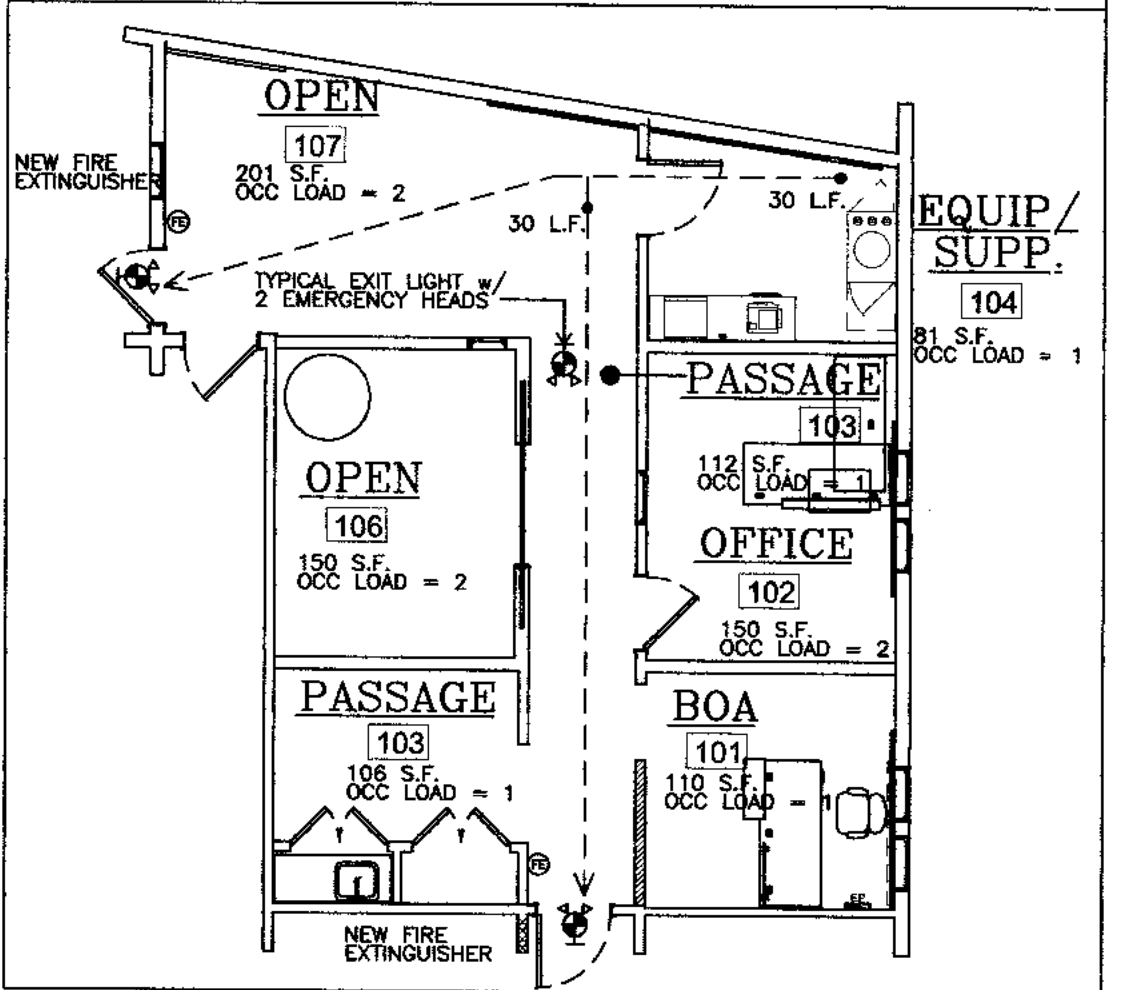 OPEN
107
201 S.F.
OCC LOAD = 2
NEW FIRE
EXTINGUISHER
FE
30 L.F.
30 L.F.
EQUIP/
SUPP.
104
81 S.F.
OCC LOAD = 1
TYPICAL EXIT LIGHT w/
2 EMERGENCY HEADS
PASSAGE
103
112 S.F.
OCC LOAD = 1
OPEN
106
150 S.F.
OCC LOAD = 2
OFFICE
102
150 S.F.
OCC LOAD = 2
PASSAGE
103
106 S.F.
OCC LOAD = 1
BOA
101
110 S.F.
OCC LOAD = 1
FE
EP
NEW FIRE
EXTINGUISHER